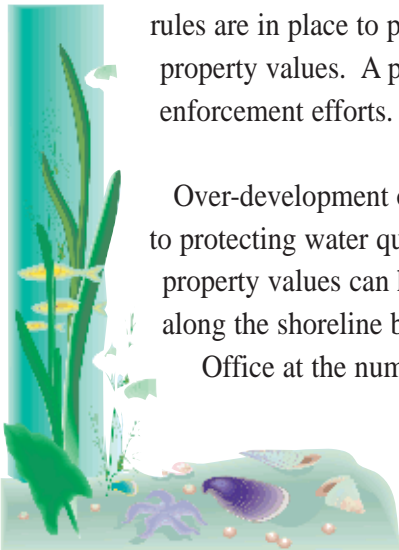 rules are in place to p
property values. A p
enforcement efforts.
Over-development
to protecting water qu
property values can
along the shoreline b
Office at the num